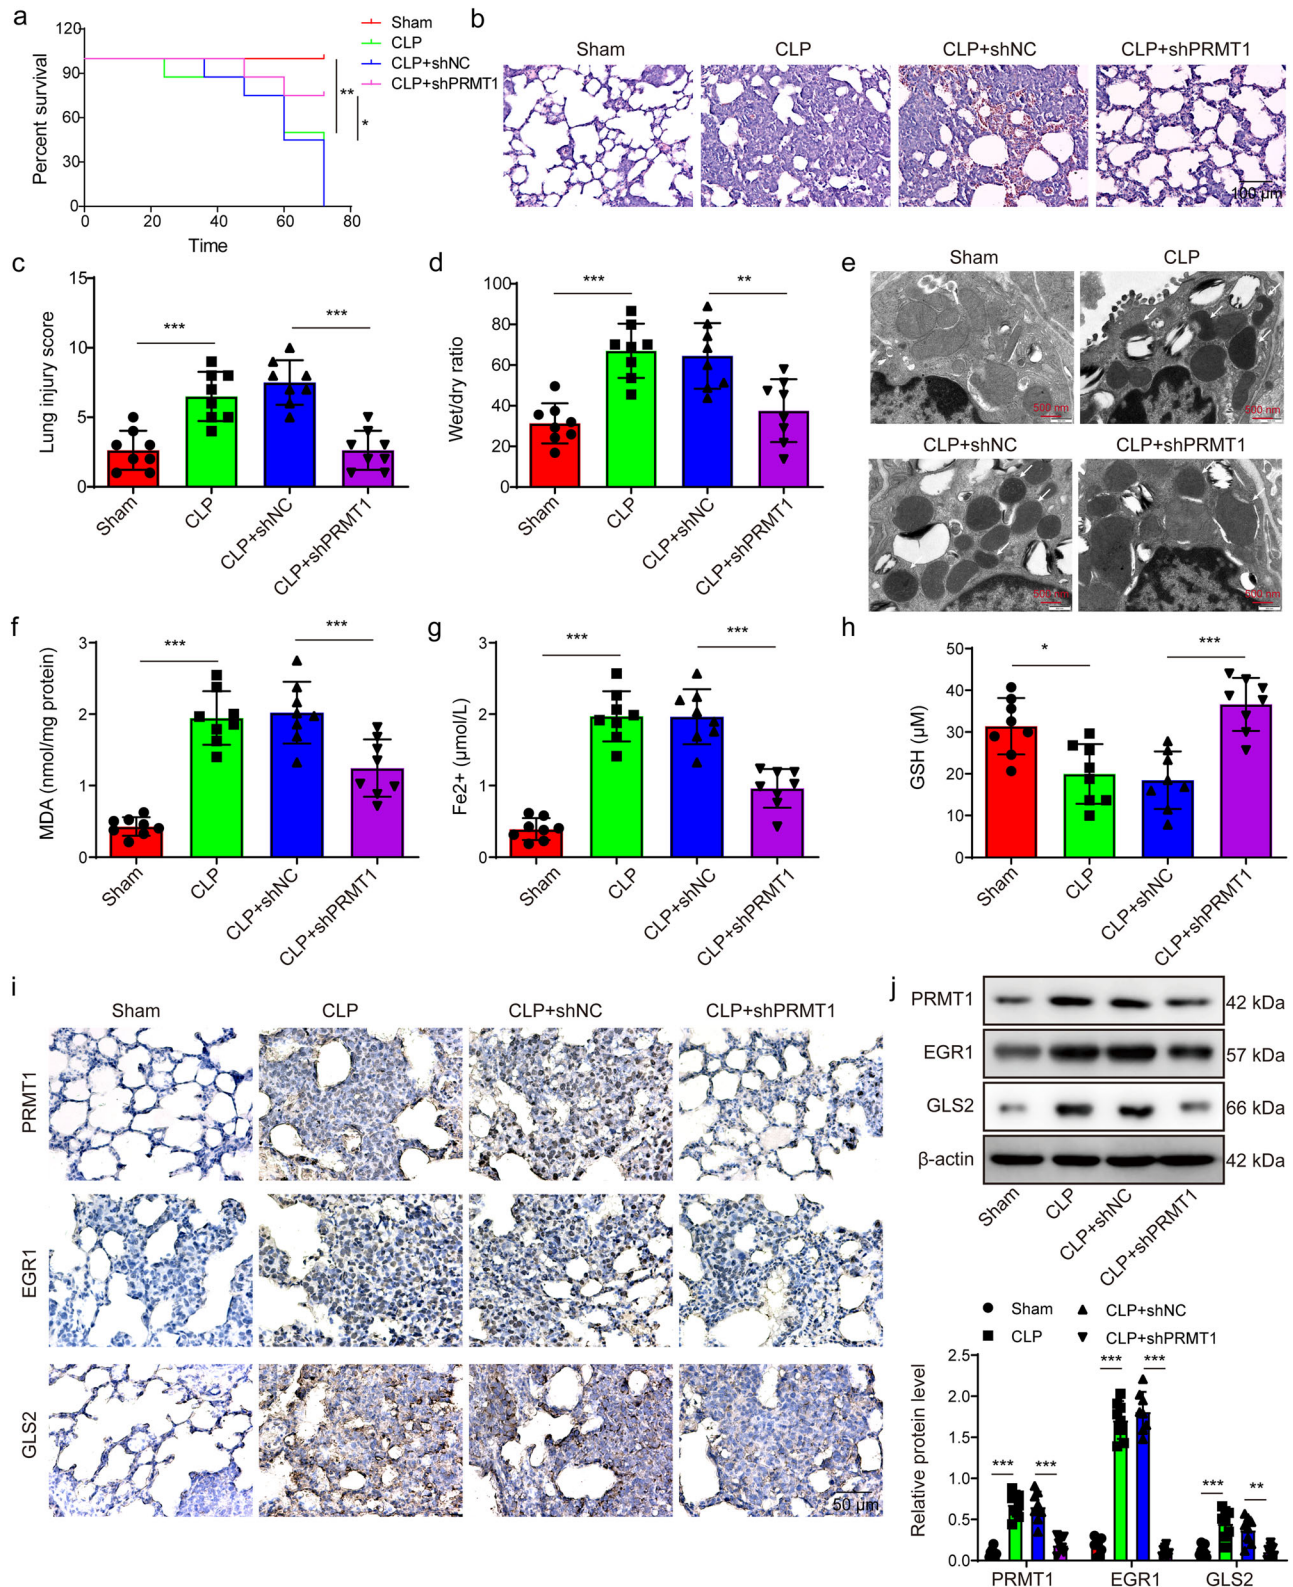 a
120
90
60
30
0
Percent survival
0 20 40 60 80
Time
Sham
CLP
CLP+shNC
CLP+shPRMT1
**
*
b
Sham CLP CLP+shNC CLP+shPRMT1
100 μm
c
15
10
5
0
Lung injury score
*** ***
Sham CLP CLP+shNC CLP+shPRMT1
d
100
80
60
40
20
0
Wet/dry ratio
*** **
Sham CLP CLP+shNC CLP+shPRMT1
e
Sham CLP
500 nm 500 nm
CLP+shNC CLP+shPRMT1
500 nm 500 nm
f
3
2
1
0
MDA (nmol/mg protein)
*** ***
Sham CLP CLP+shNC CLP+shPRMT1
g
3
2
1
0
Fe2+ (μmol/L)
*** ***
Sham CLP CLP+shNC CLP+shPRMT1
h
50
40
30
20
10
0
GSH (μM)
* ***
Sham CLP CLP+shNC CLP+shPRMT1
i
Sham CLP CLP+shNC CLP+shPRMT1
PRMT1
EGR1
GLS2
50 μm
j
PRMT1 42 kDa
EGR1 57 kDa
GLS2 66 kDa
β-actin 42 kDa
Sham CLP CLP+shNC CLP+shPRMT1
Sham CLP+shNC
CLP CLP+shPRMT1
2.5
2.0
1.5
1.0
0.5
0.0
Relative protein level
*** *** *** *** *** **
PRMT1 EGR1 GLS2